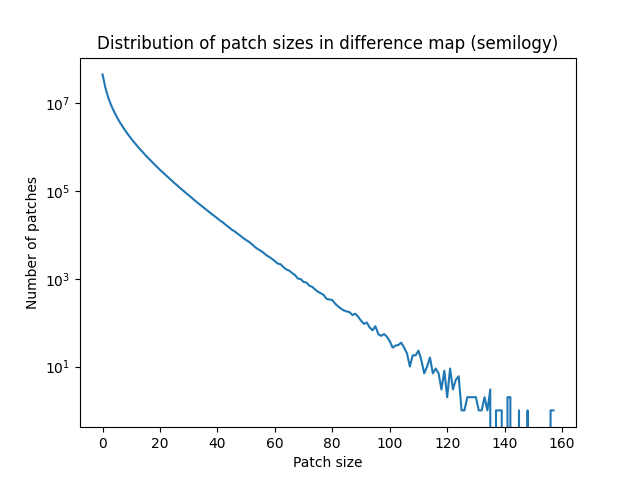 Distribution of patch sizes in difference map (semilogy)
Number of patches
10^7
10^5
10^3
10^1
0 20 40 60 80 100 120 140 160
Patch size